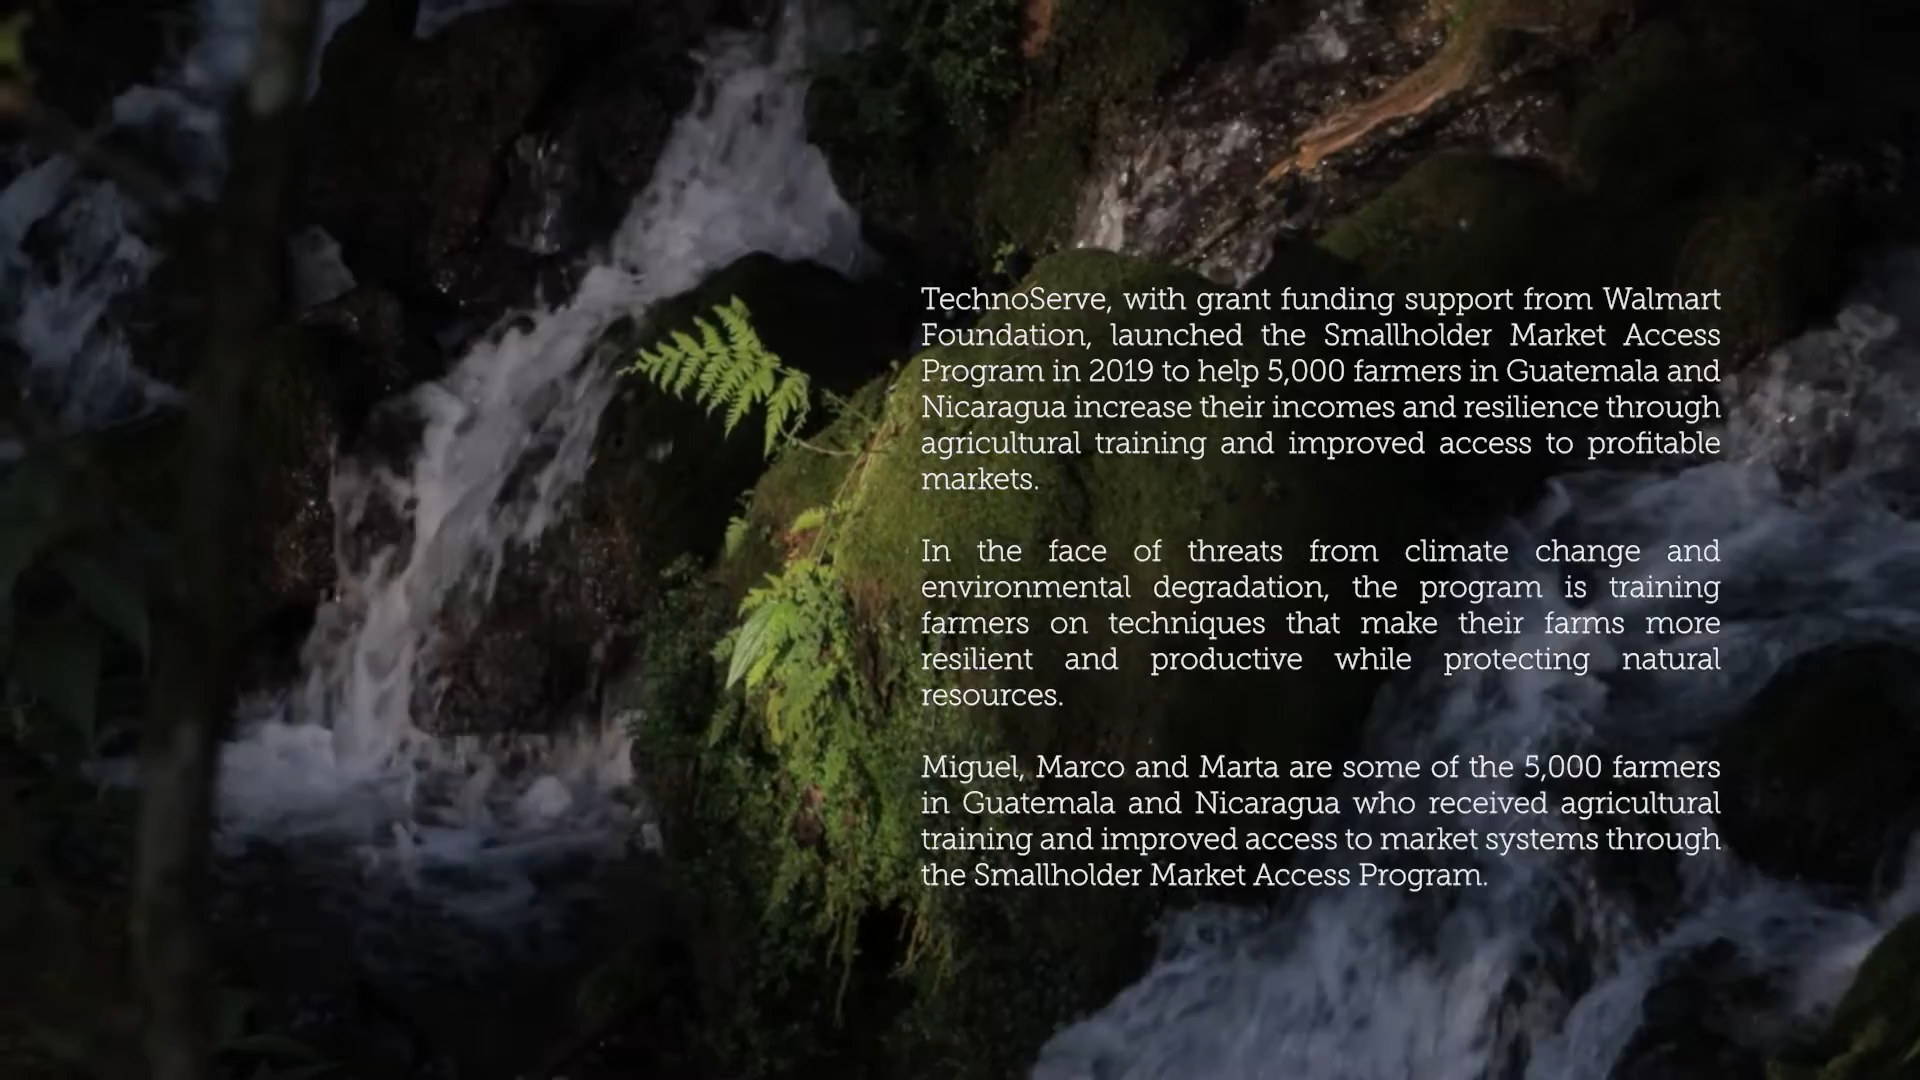 TechnoServe, with grant funding support from Walmart
Foundation, launched the Smallholder Market Access
Program in 2019 to help 5,000 farmers in Guatemala and
Nicaragua increase their incomes and resilience through
agricultural training and improved access to profitable
markets.
In the face of threats from climate change and
environmental degradation, the program is training
farmers on techniques that make their farms more
resilient and productive while protecting natural
resources.
Miguel, Marco and Marta are some of the 5,000 farmers
in Guatemala and Nicaragua who received agricultural
training and improved access to market systems through
the Smallholder Market Access Program.